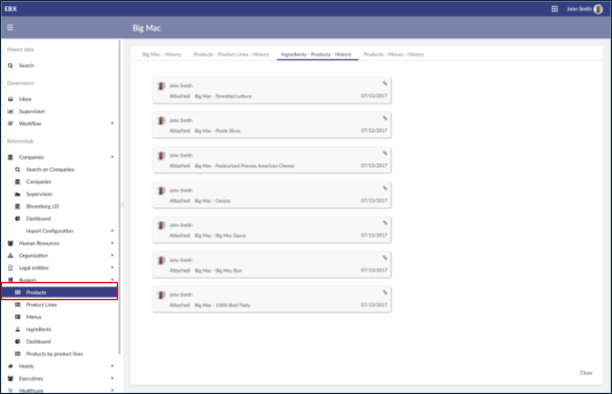 EBX
John Smith
Big Mac
Master data
Search
Governance
Inbox
Supervision
Workflow
Referentials
Companies
Search on Companies
Companies
Supervision
Bloomberg LEI
Dashboard
Import Configuration
Human Resources
Organization
Legal entities
Burgers
Products
Product Lines
Menus
Ingredients
Dashboard
Products by product lines
Hotels
Executives
Healthcare
Big Mac - History
Products - Product Lines - History
Ingredients - Products - History
Products - Menus - History
John Smith
Attached Big Mac - Shredded Lettuce 07/13/2017
John Smith
Attached Big Mac - Pickle Slices 07/13/2017
John Smith
Attached Big Mac - Pasteurized Process American Cheese 07/13/2017
John Smith
Attached Big Mac - Onions 07/13/2017
John Smith
Attached Big Mac - Big Mac Sauce 07/13/2017
John Smith
Attached Big Mac - Big Mac Bun 07/13/2017
John Smith
Attached Big Mac - 100% Beef Patty 07/13/2017
Close